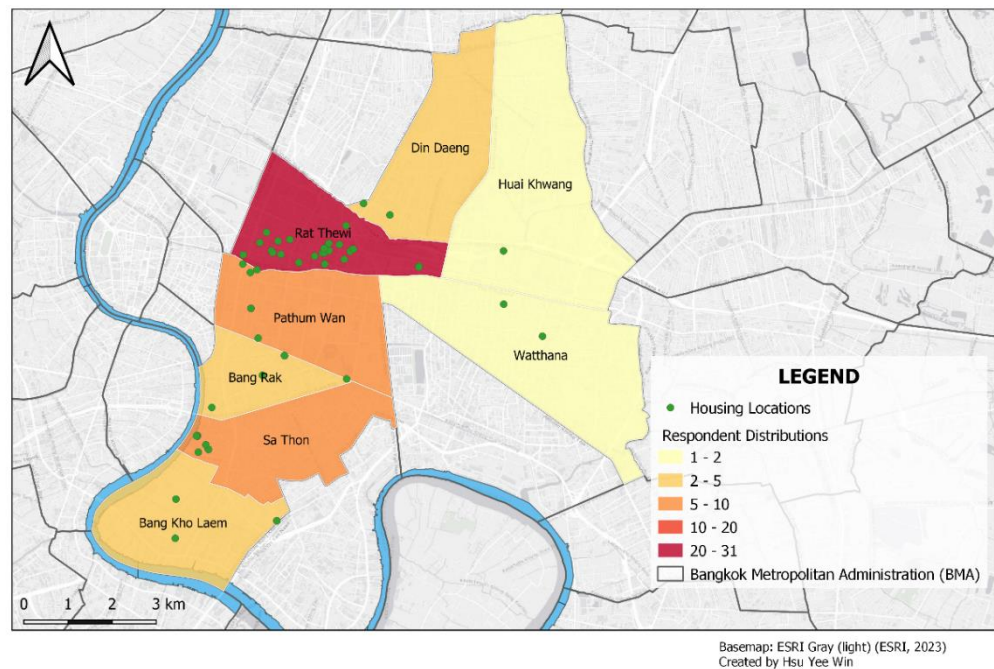 Din Daeng
Huai Khwang
Rat Thewi
Pathum Wan
Watthana
Bang Rak
Sa Thon
Bang Kho Laem
LEGEND
Housing Locations
Respondent Distributions
1 - 2
2 - 5
5 - 10
10 - 20
20 - 31
Bangkok Metropolitan Administration (BMA)
0 1 2 3 km
Basemap: ESRI Gray (light) (ESRI, 2023)
Created by Hsu Yee Win